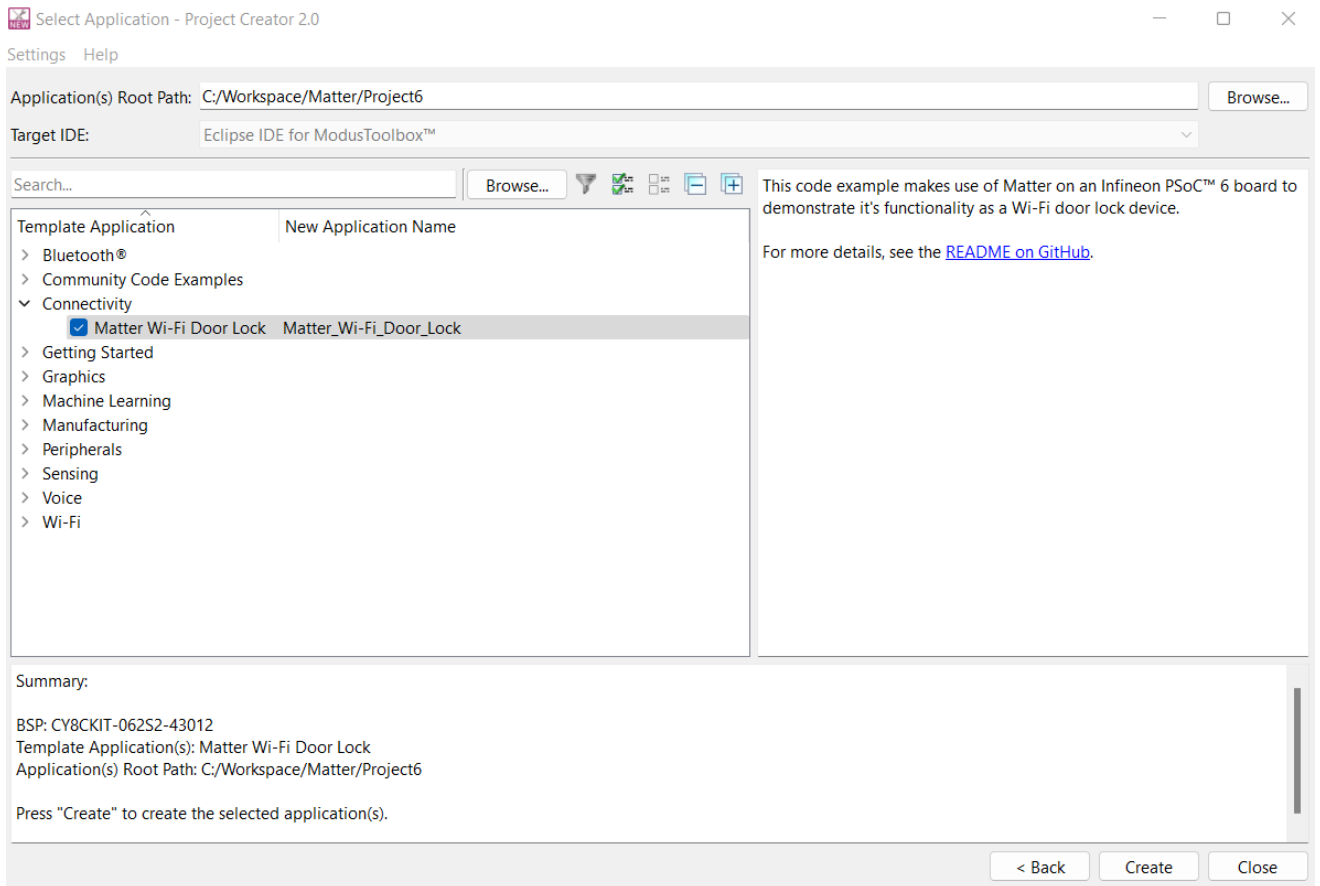 NEW Select Application - Project Creator 2.0
Settings Help
Application(s) Root Path: C:/Workspace/Matter/Project6 Browse...
Target IDE: Eclipse IDE for ModusToolbox™
Search... Browse...
Template Application New Application Name
Bluetooth®
Community Code Examples
Connectivity
Matter Wi-Fi Door Lock Matter_Wi-Fi_Door_Lock
Getting Started
Graphics
Machine Learning
Manufacturing
Peripherals
Sensing
Voice
Wi-Fi
This code example makes use of Matter on an Infineon PSoC™ 6 board to
demonstrate it's functionality as a Wi-Fi door lock device.
For more details, see the README on GitHub.
Summary:
BSP: CY8CKIT-062S2-43012
Template Application(s): Matter Wi-Fi Door Lock
Application(s) Root Path: C:/Workspace/Matter/Project6
Press "Create" to create the selected application(s).
< Back Create Close